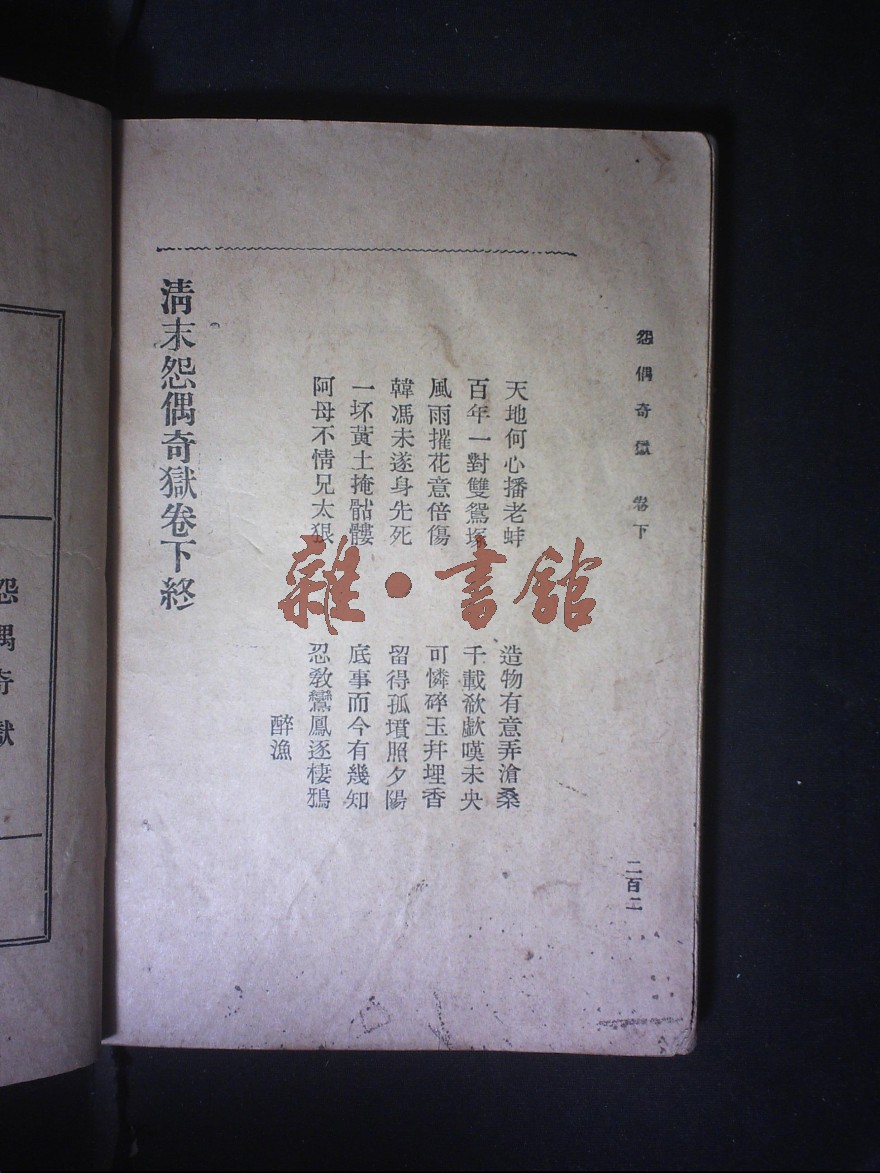 怨偶奇獄　卷下
二百二
天地何心播老蚌　造物有意弄滄桑
百年一對雙鴛塚　千載欷歔嘆未央
風雨摧花意倍傷　可憐碎玉并埋香
韓馮未遂身先死　留得孤墳照夕陽
一坏黃土掩骷髏　底事而今有幾知
阿母不情兄太狠　忍敎鸞鳳逐棲鴉
醉漁
清末怨偶奇獄卷下終
雜·書館
怨偶奇獄